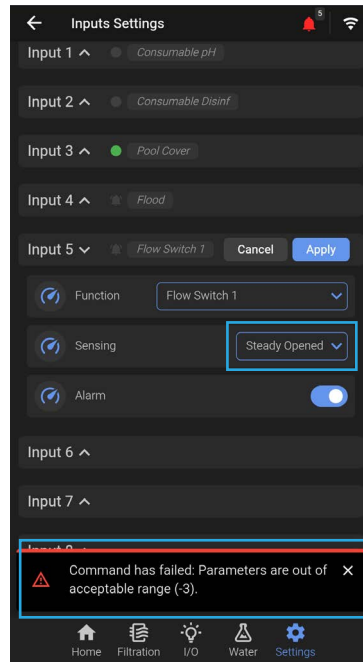 Inputs Settings
5
Input 1
Consumable pH
Input 2
Consumable Disinf
Input 3
Pool Cover
Input 4
Flood
Input 5
Flow Switch 1
Cancel
Apply
Function
Flow Switch 1
Sensing
Steady Opened
Alarm
Input 6
Input 7
Command has failed: Parameters are out of
acceptable range (-3).
Home
Filtration
I/O
Water
Settings